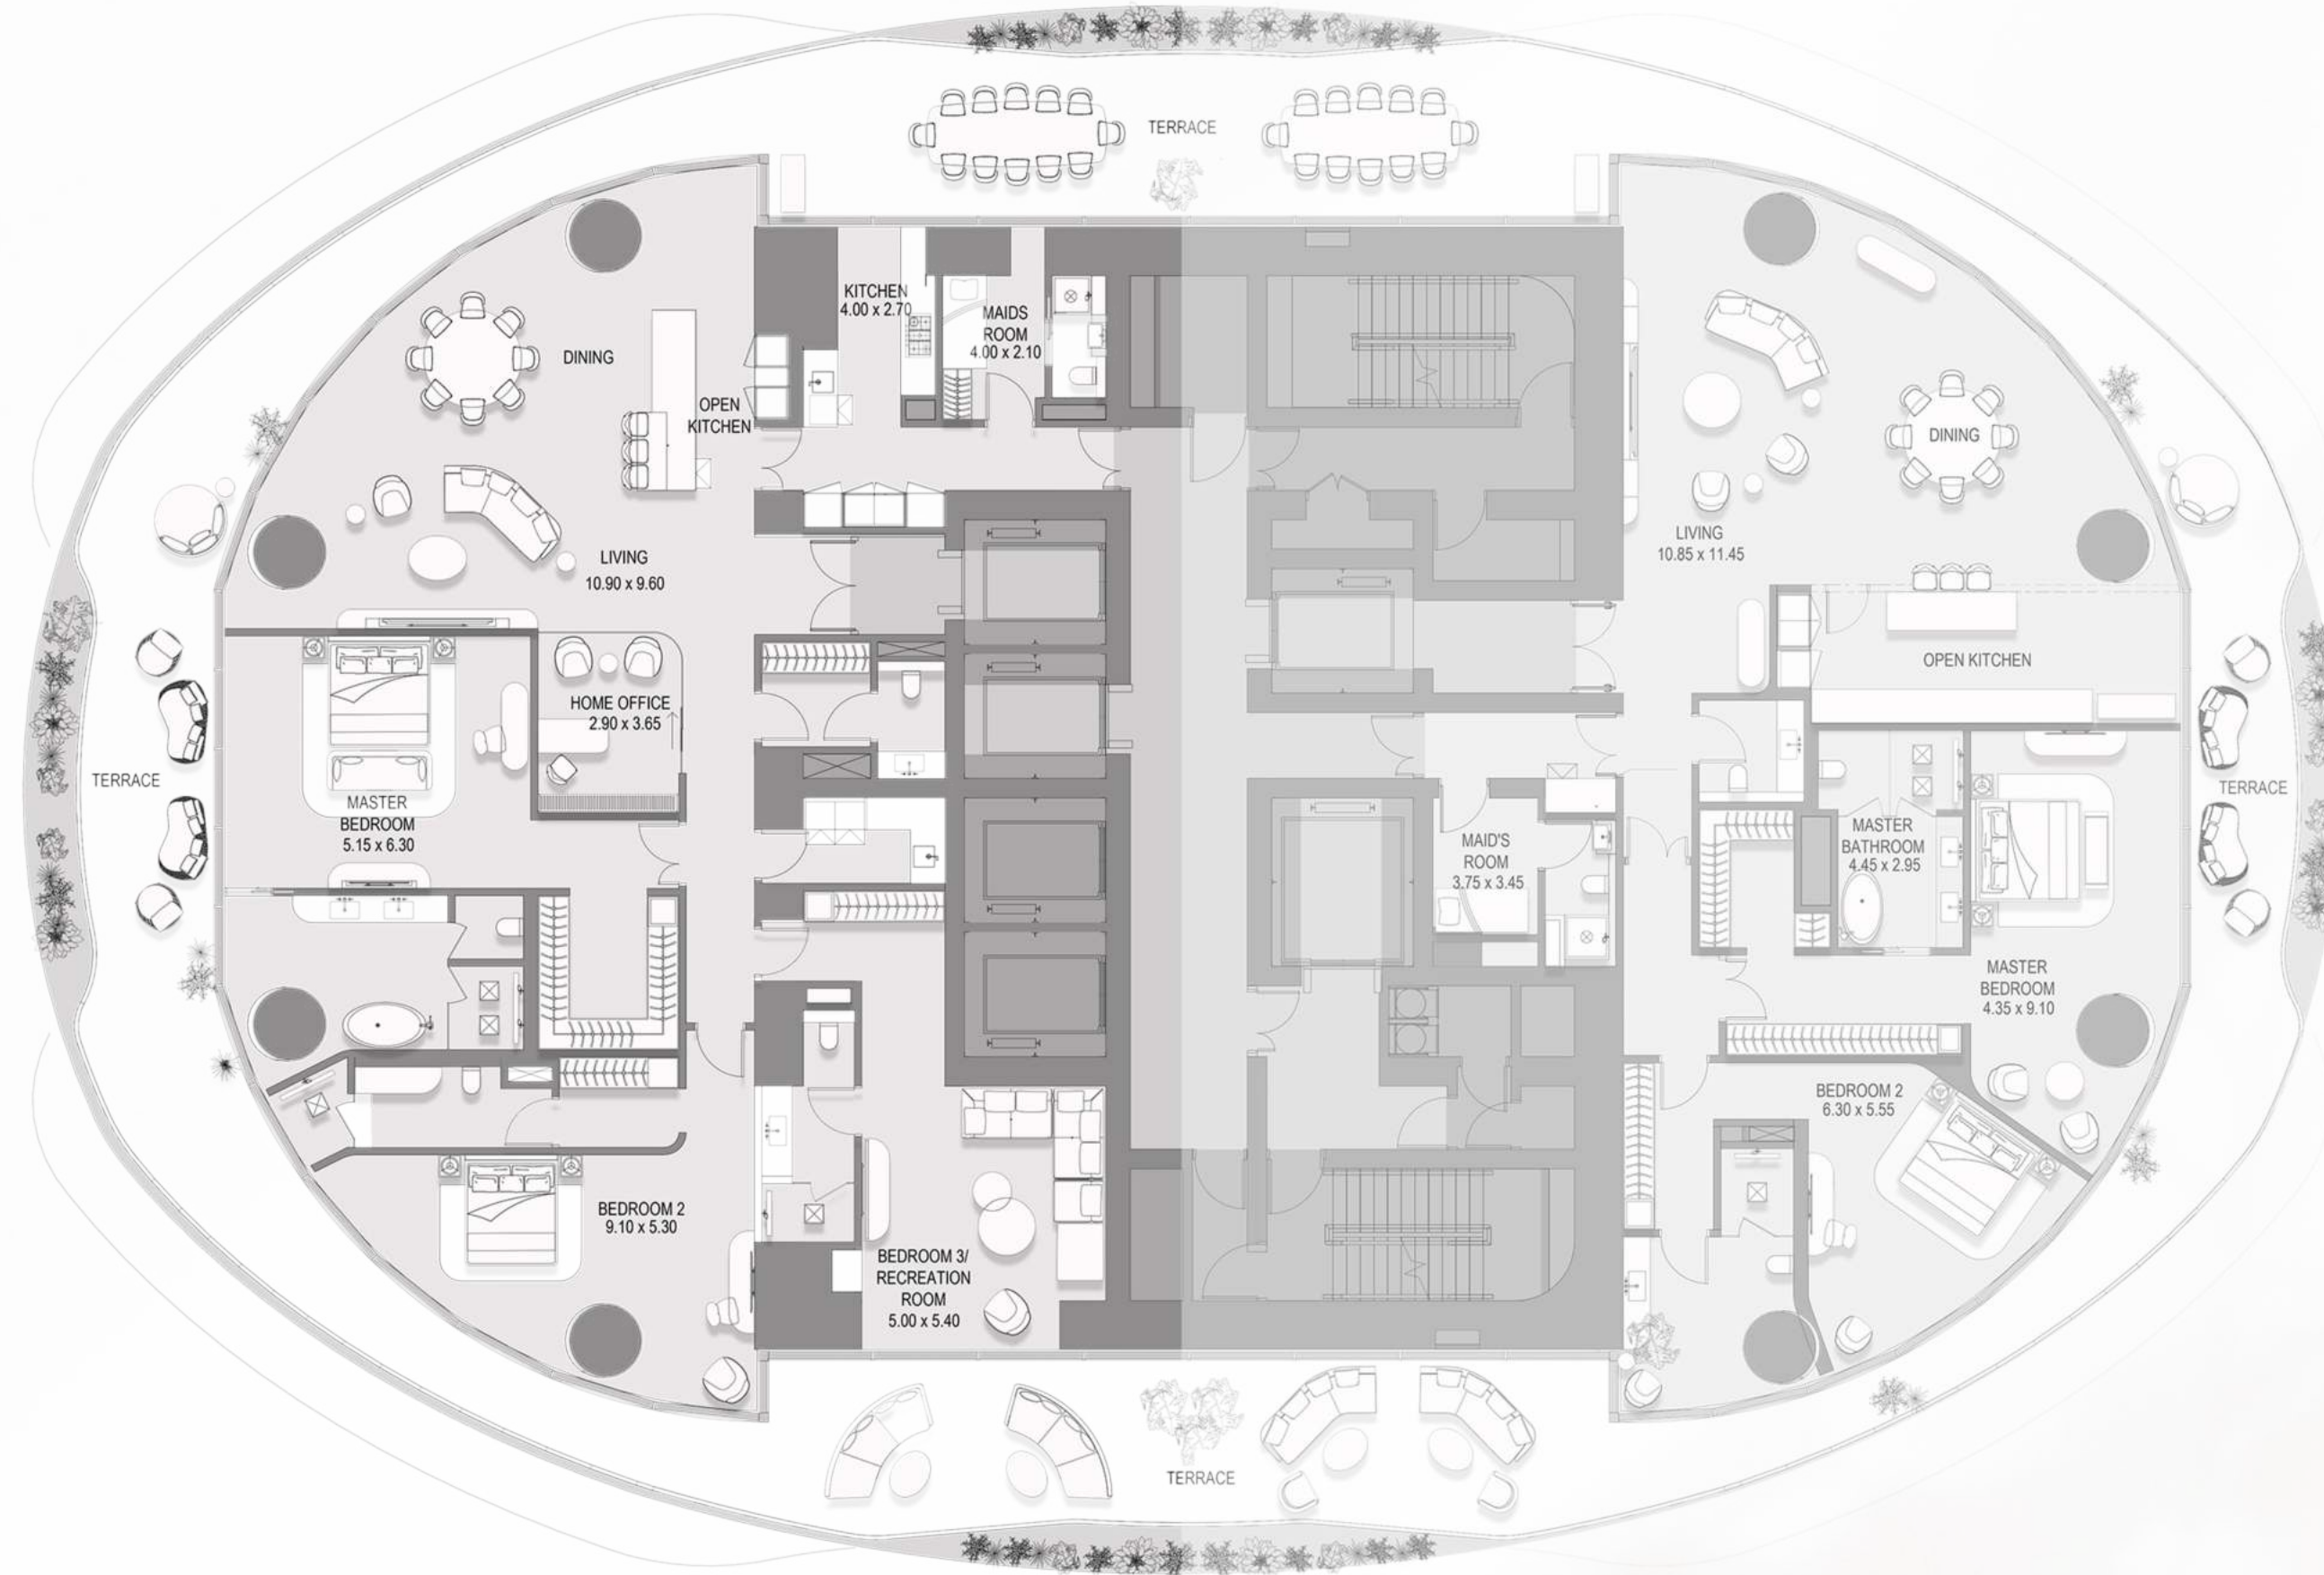 TERRACE
KITCHEN
4.00 x 2.70
MAIDS
ROOM
4.00 x 2.10
DINING
OPEN
KITCHEN
LIVING
10.90 x 9.60
HOME OFFICE
2.90 x 3.65
TERRACE
MASTER
BEDROOM
5.15 x 6.30
BEDROOM 2
9.10 x 5.30
BEDROOM 3/
RECREATION
ROOM
5.00 x 5.40
DINING
LIVING
10.85 x 11.45
OPEN KITCHEN
TERRACE
MAID'S
ROOM
3.75 x 3.45
MASTER
BATHROOM
4.45 x 2.95
MASTER
BEDROOM
4.35 x 9.10
BEDROOM 2
6.30 x 5.55
TERRACE